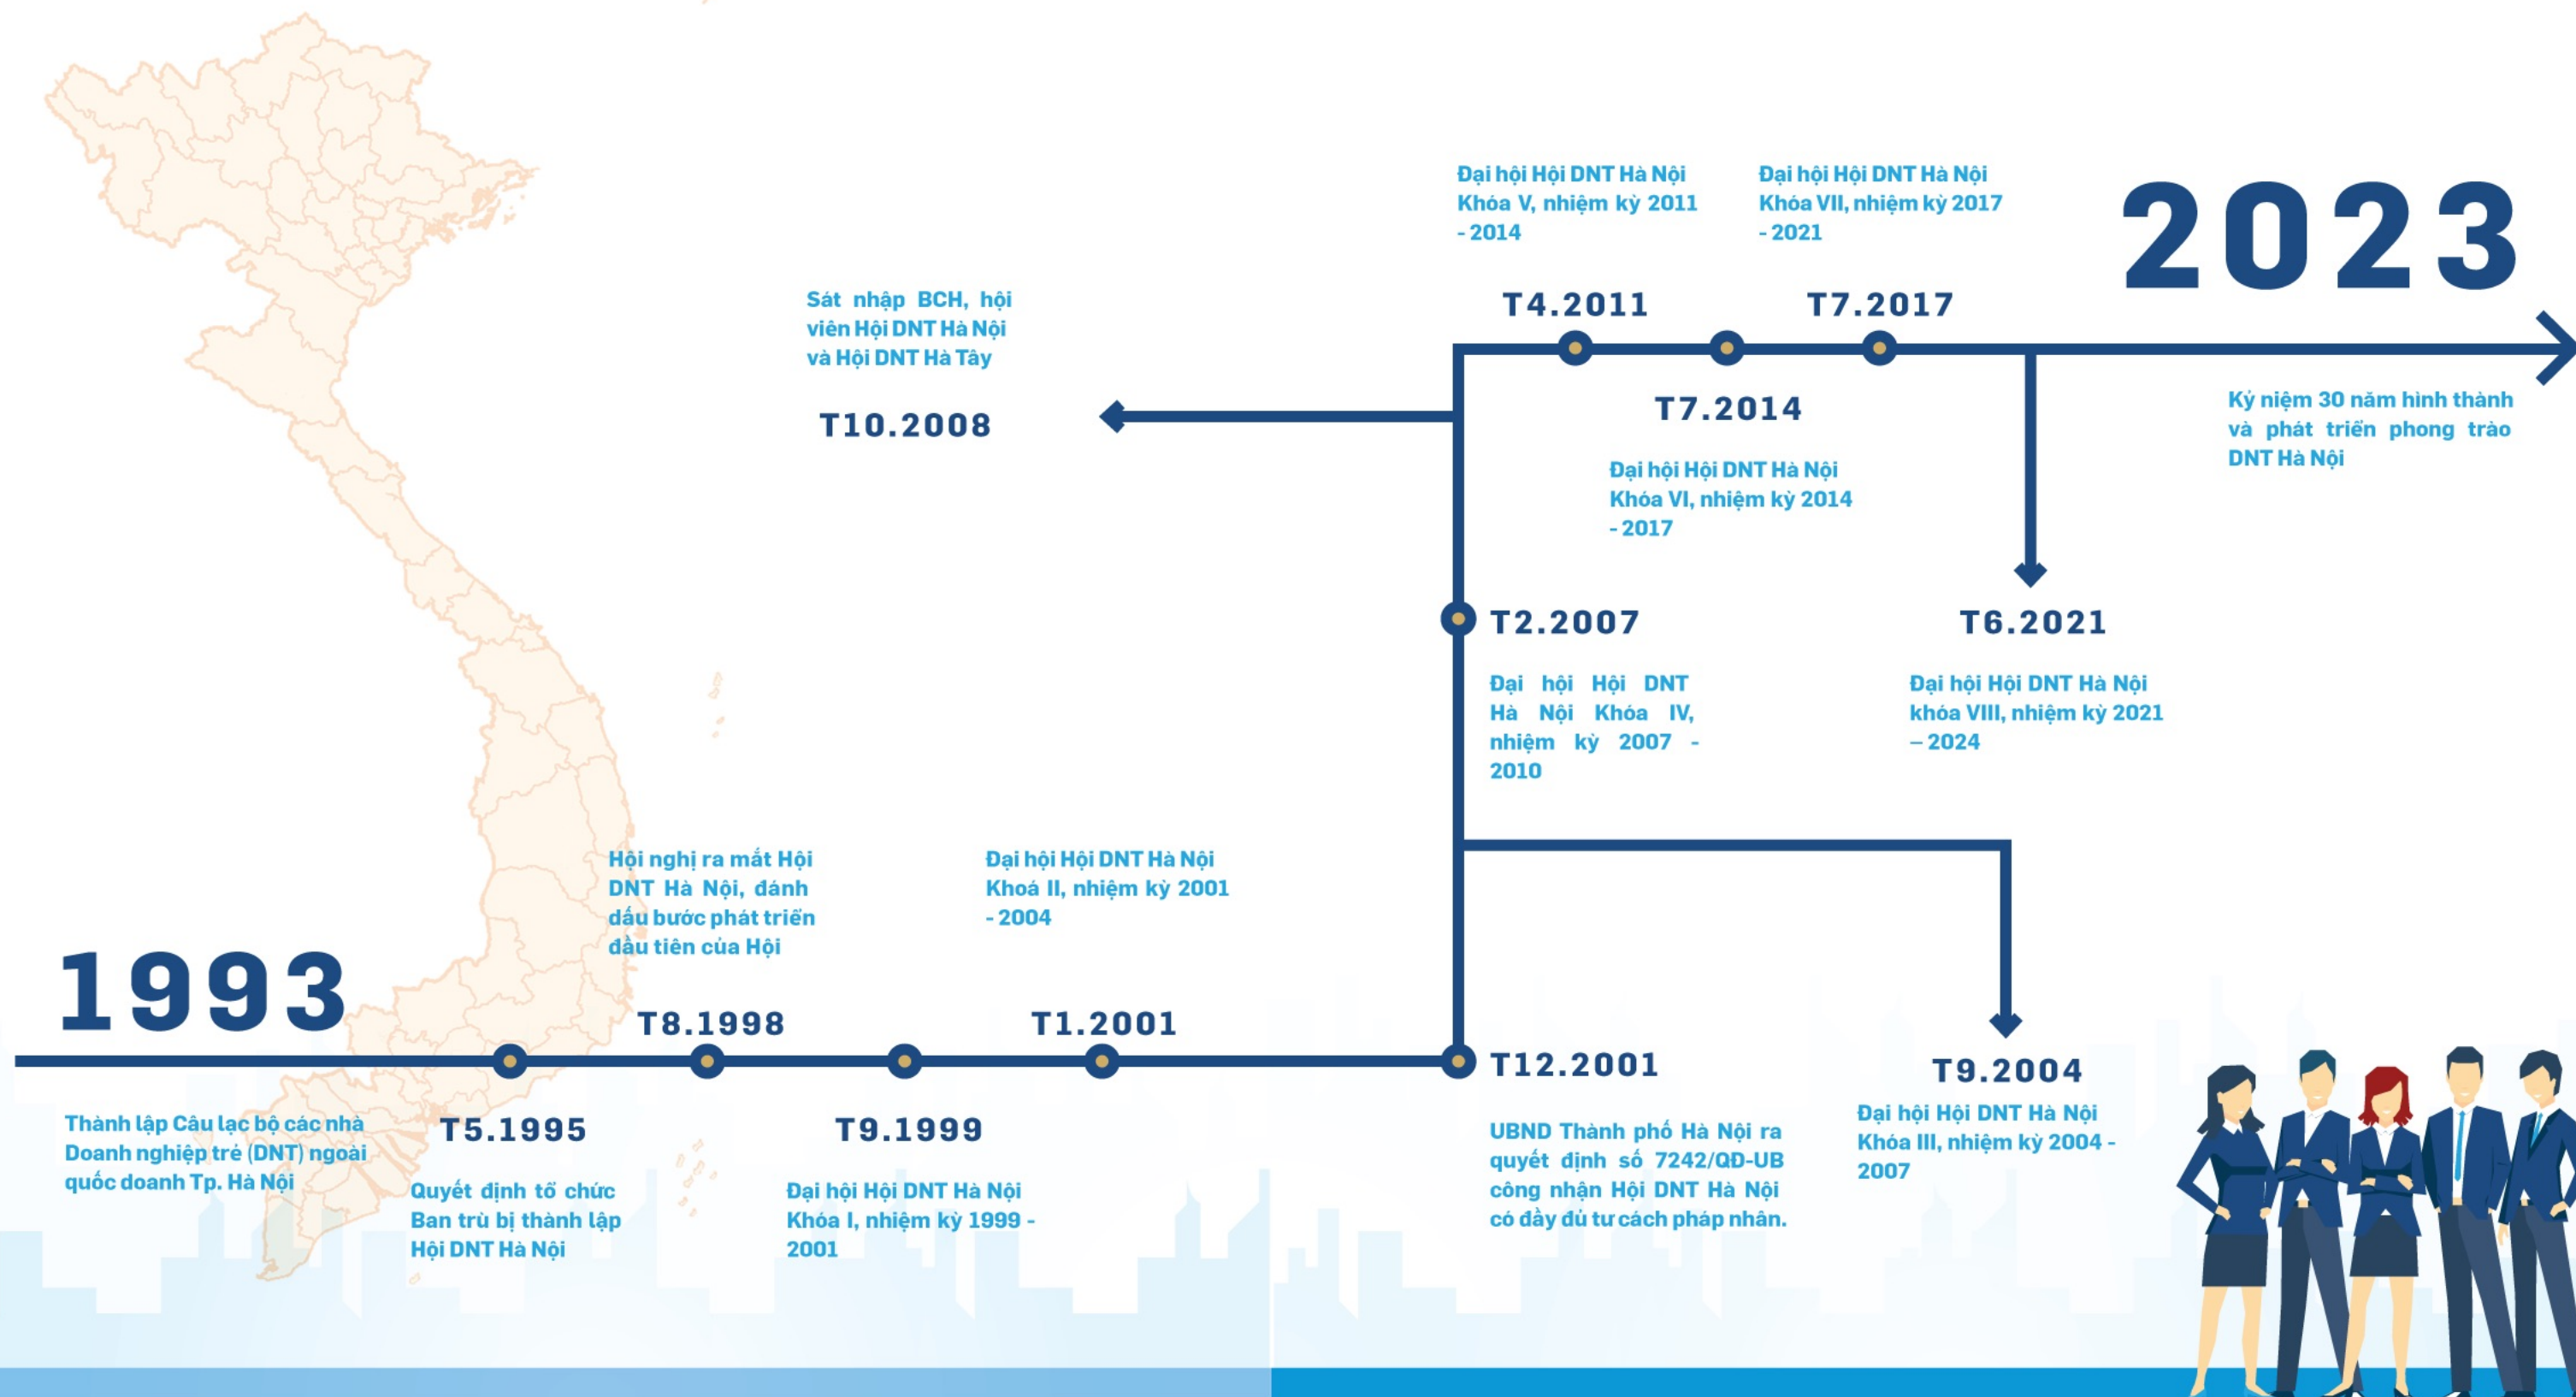 1993
Thành lập Câu lạc bộ các nhà
Doanh nghiệp trẻ (DNT) ngoài
quốc doanh Tp. Hà Nội
T5.1995
Quyết định tổ chức
Ban trù bị thành lập
Hội DNT Hà Nội
Hội nghị ra mắt Hội
DNT Hà Nội, đánh
dấu bước phát triển
đầu tiên của Hội
T8.1998
T9.1999
Đại hội Hội DNT Hà Nội
Khóa I, nhiệm kỳ 1999 -
2001
Đại hội Hội DNT Hà Nội
Khoá II, nhiệm kỳ 2001
- 2004
T1.2001
T12.2001
UBND Thành phố Hà Nội ra
quyết định số 7242/QĐ-UB
công nhận Hội DNT Hà Nội
có đầy đủ tư cách pháp nhân.
T9.2004
Đại hội Hội DNT Hà Nội
Khóa III, nhiệm kỳ 2004 -
2007
T2.2007
Đại hội Hội DNT
Hà Nội Khóa IV,
nhiệm kỳ 2007 -
2010
Sát nhập BCH, hội
viên Hội DNT Hà Nội
và Hội DNT Hà Tây
T10.2008
Đại hội Hội DNT Hà Nội
Khóa V, nhiệm kỳ 2011
- 2014
T4.2011
T7.2014
Đại hội Hội DNT Hà Nội
Khóa VI, nhiệm kỳ 2014
- 2017
Đại hội Hội DNT Hà Nội
Khóa VII, nhiệm kỳ 2017
- 2021
T7.2017
T6.2021
Đại hội Hội DNT Hà Nội
khóa VIII, nhiệm kỳ 2021
– 2024
2023
Kỷ niệm 30 năm hình thành
và phát triển phong trào
DNT Hà Nội